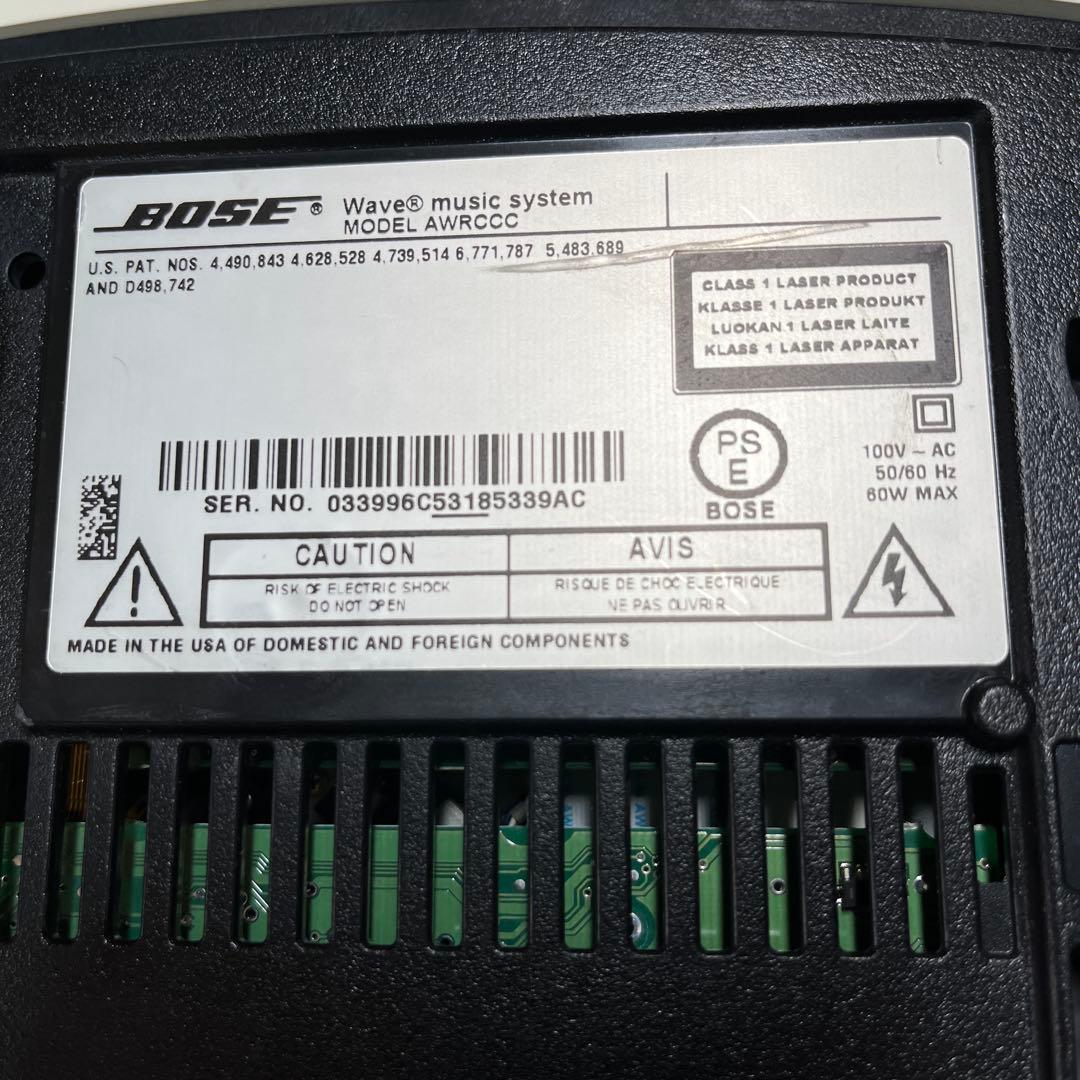 BOSE® Wave® music system
MODEL AWRCCC
U.S. PAT. NOS. 4,490,843 4,628,528 4,739,514 6,771,787 5,483,689
AND D498,742
CLASS 1 LASER PRODUCT
KLASSE 1 LASER PRODUKT
LUOKAN 1 LASER LAITE
KLASS 1 LASER APPARAT
PS
E
BOSE
100V ~ AC
50/60 Hz
60W MAX
SER. NO. 033996C53185339AC
CAUTION
RISK OF ELECTRIC SHOCK
DO NOT OPEN
AVIS
RISQUE DE CHOC ELECTRIQUE
NE PAS OUVRIR
MADE IN THE USA OF DOMESTIC AND FOREIGN COMPONENTS
AW
AW